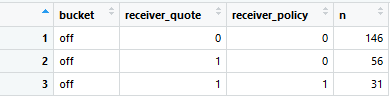 bucket receiver_quote receiver_policy n
1 off 0 0 146
2 off 1 0 56
3 off 1 1 31